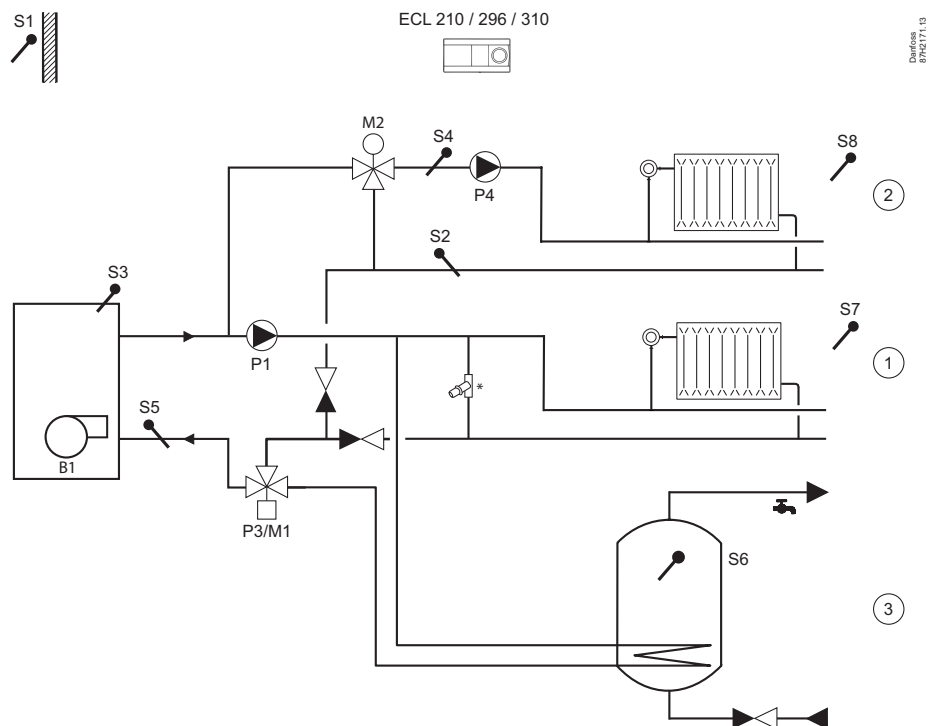 S1
ECL 210 / 296 / 310
Danfoss
87H2171.13
M2
S4
S8
P4
2
S2
S3
S7
P1
1
*
S5
B1
P3/M1
S6
3